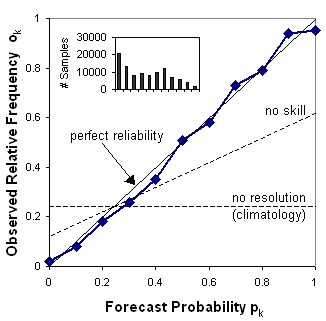 Observed Relative Frequency o_k
1
0.8
0.6
0.4
0.2
0
# Samples
30000
20000
10000
0
perfect reliability
no skill
no resolution
(climatology)
0 0.2 0.4 0.6 0.8 1
Forecast Probability p_k